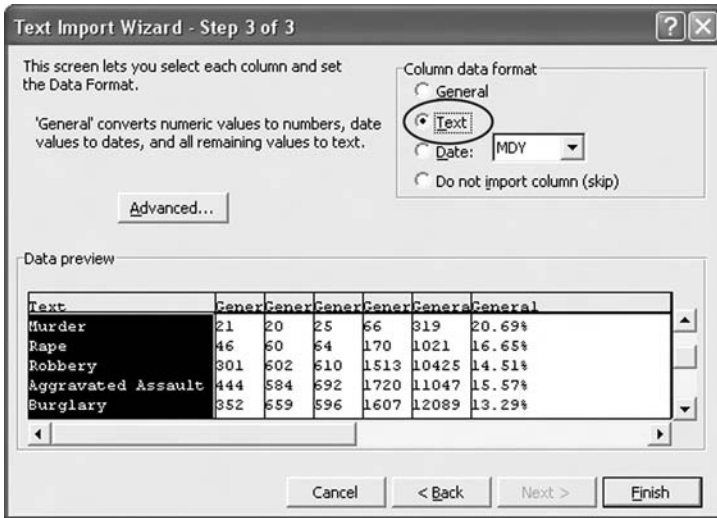 Text Import Wizard - Step 3 of 3
This screen lets you select each column and set
the Data Format.
'General' converts numeric values to numbers, date
values to dates, and all remaining values to text.
Advanced...
Column data format
General
Text
Date: MDY
Do not import column (skip)
Data preview
Text GenerGenerGenerGenerGeneraGeneral
Murder 21 20 25 66 319 20.69%
Rape 46 60 64 170 1021 16.65%
Robbery 301 602 610 1513 10425 14.51%
Aggravated Assault 444 584 692 1720 11047 15.57%
Burglary 352 659 596 1607 12089 13.29%
Cancel < Back Next > Finish